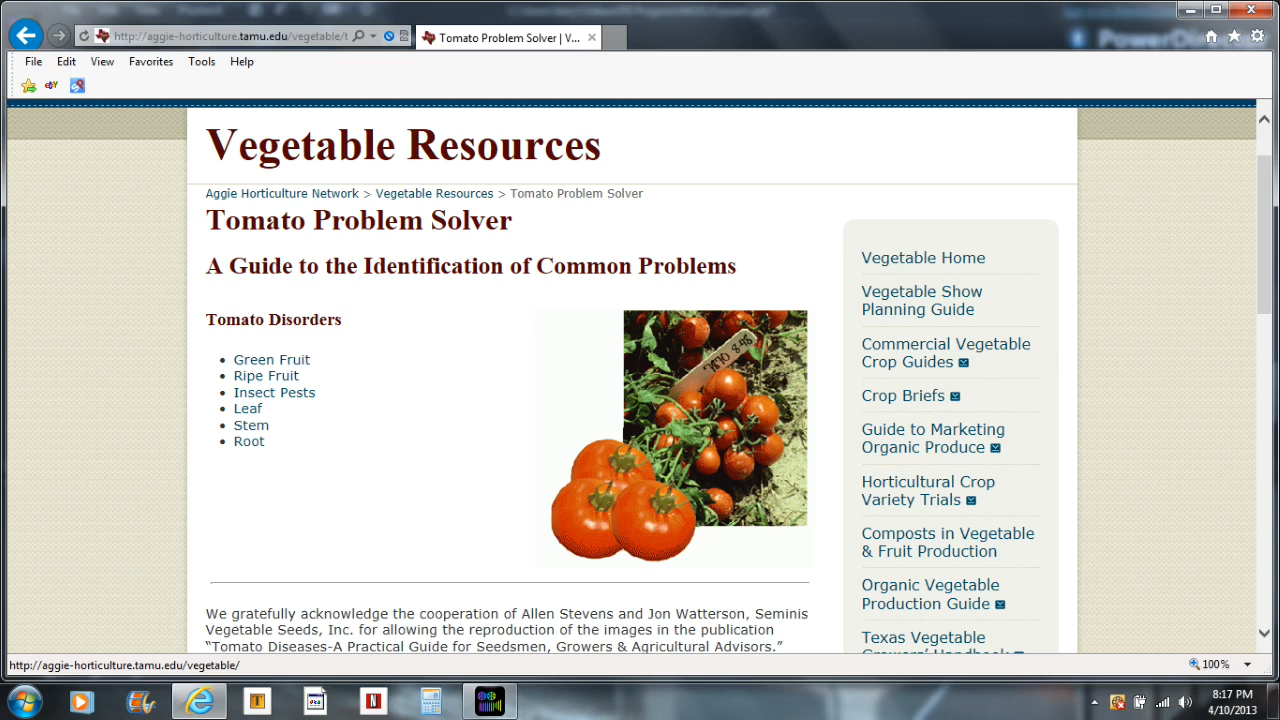 http://aggie-horticulture.tamu.edu/vegetable/t
Tomato Problem Solver | V...
File Edit View Favorites Tools Help
ebY
Vegetable Resources
Aggie Horticulture Network > Vegetable Resources > Tomato Problem Solver
Tomato Problem Solver
A Guide to the Identification of Common Problems
Tomato Disorders
Green Fruit
Ripe Fruit
Insect Pests
Leaf
Stem
Root
We gratefully acknowledge the cooperation of Allen Stevens and Jon Watterson, Seminis
Vegetable Seeds, Inc. for allowing the reproduction of the images in the publication
“Tomato Diseases-A Practical Guide for Seedsmen, Growers & Agricultural Advisors.”
Vegetable Home
Vegetable Show
Planning Guide
Commercial Vegetable
Crop Guides
Crop Briefs
Guide to Marketing
Organic Produce
Horticultural Crop
Variety Trials
Composts in Vegetable
& Fruit Production
Organic Vegetable
Production Guide
Texas Vegetable
Growers' Handbook
http://aggie-horticulture.tamu.edu/vegetable/
100%
T
N
8:17 PM
4/10/2013